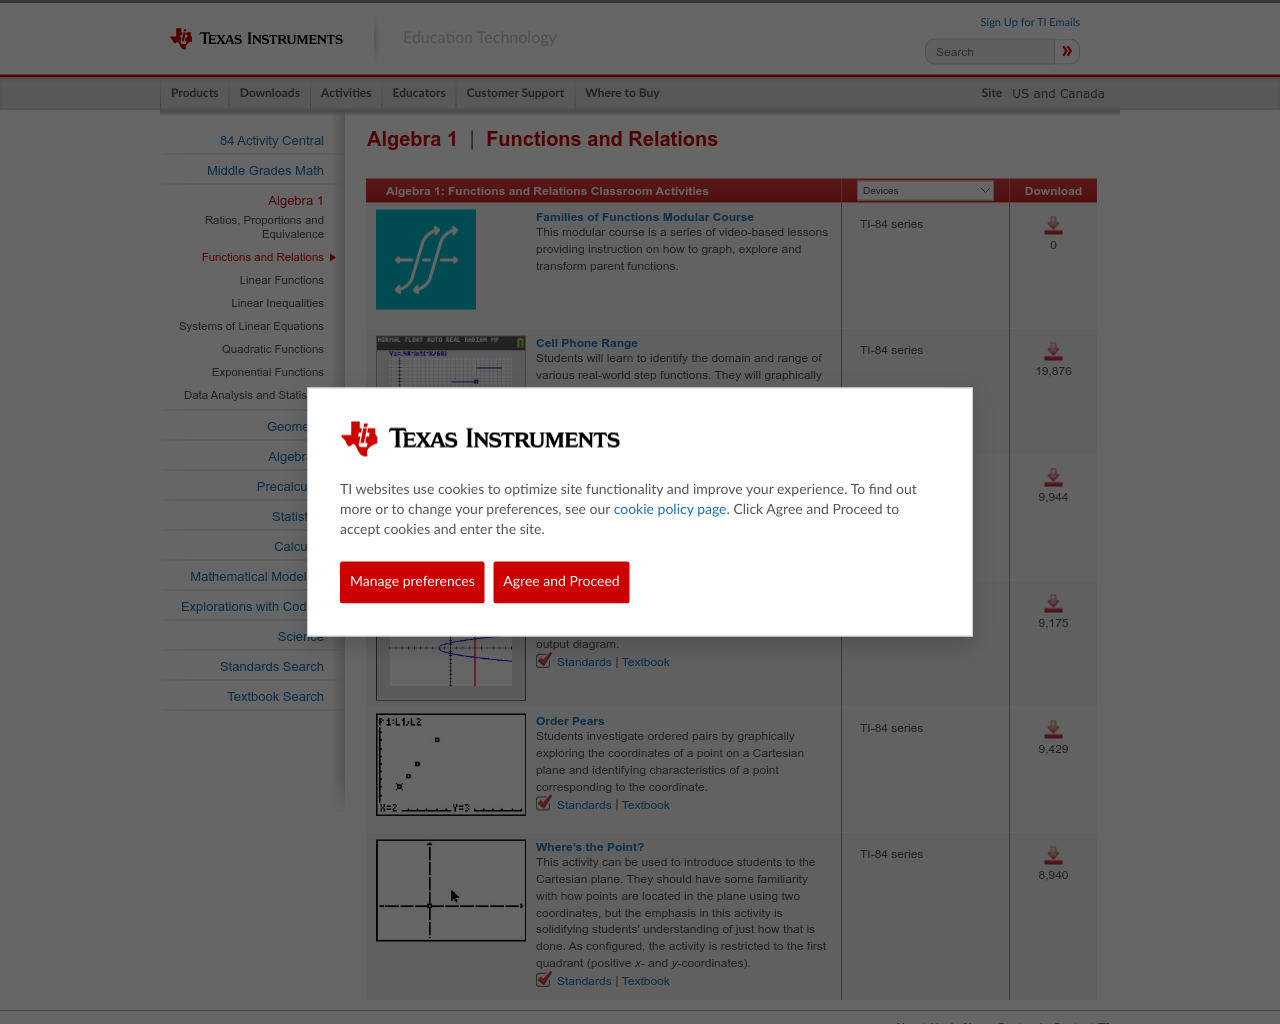 Sign Up for TI Emails
TEXAS INSTRUMENTS
Education Technology
Search
Products
Downloads
Activities
Educators
Customer Support
Where to Buy
Site US and Canada
84 Activity Central
Middle Grades Math
Algebra 1
Ratios, Proportions and
Equivalence
Functions and Relations
Linear Functions
Linear Inequalities
Systems of Linear Equations
Quadratic Functions
Exponential Functions
Data Analysis and Statis
Geome
Algebr
Precalcu
Statist
Calcu
Mathematical Model
Explorations with Cod
Science
Standards Search
Textbook Search
Algebra 1 | Functions and Relations
Algebra 1: Functions and Relations Classroom Activities
Devices
Download
Families of Functions Modular Course
This modular course is a series of video-based lessons
providing instruction on how to graph, explore and
transform parent functions.
TI-84 series
0
NORMAL FLOAT AUTO REAL RADIAN MP
Cell Phone Range
Students will learn to identify the domain and range of
various real-world step functions. They will graphically
TI-84 series
19,876
9,944
TEXAS INSTRUMENTS
TI websites use cookies to optimize site functionality and improve your experience. To find out
more or to change your preferences, see our cookie policy page. Click Agree and Proceed to
accept cookies and enter the site.
Manage preferences
Agree and Proceed
9,175
output diagram.
Standards | Textbook
P1:L1,L2
X=2
Y=3
Order Pears
Students investigate ordered pairs by graphically
exploring the coordinates of a point on a Cartesian
plane and identifying characteristics of a point
corresponding to the coordinate.
Standards | Textbook
TI-84 series
9,429
Where's the Point?
This activity can be used to introduce students to the
Cartesian plane. They should have some familiarity
with how points are located in the plane using two
coordinates, but the emphasis in this activity is
solidifying students' understanding of just how that is
done. As configured, the activity is restricted to the first
quadrant (positive x- and y-coordinates).
Standards | Textbook
TI-84 series
8,940